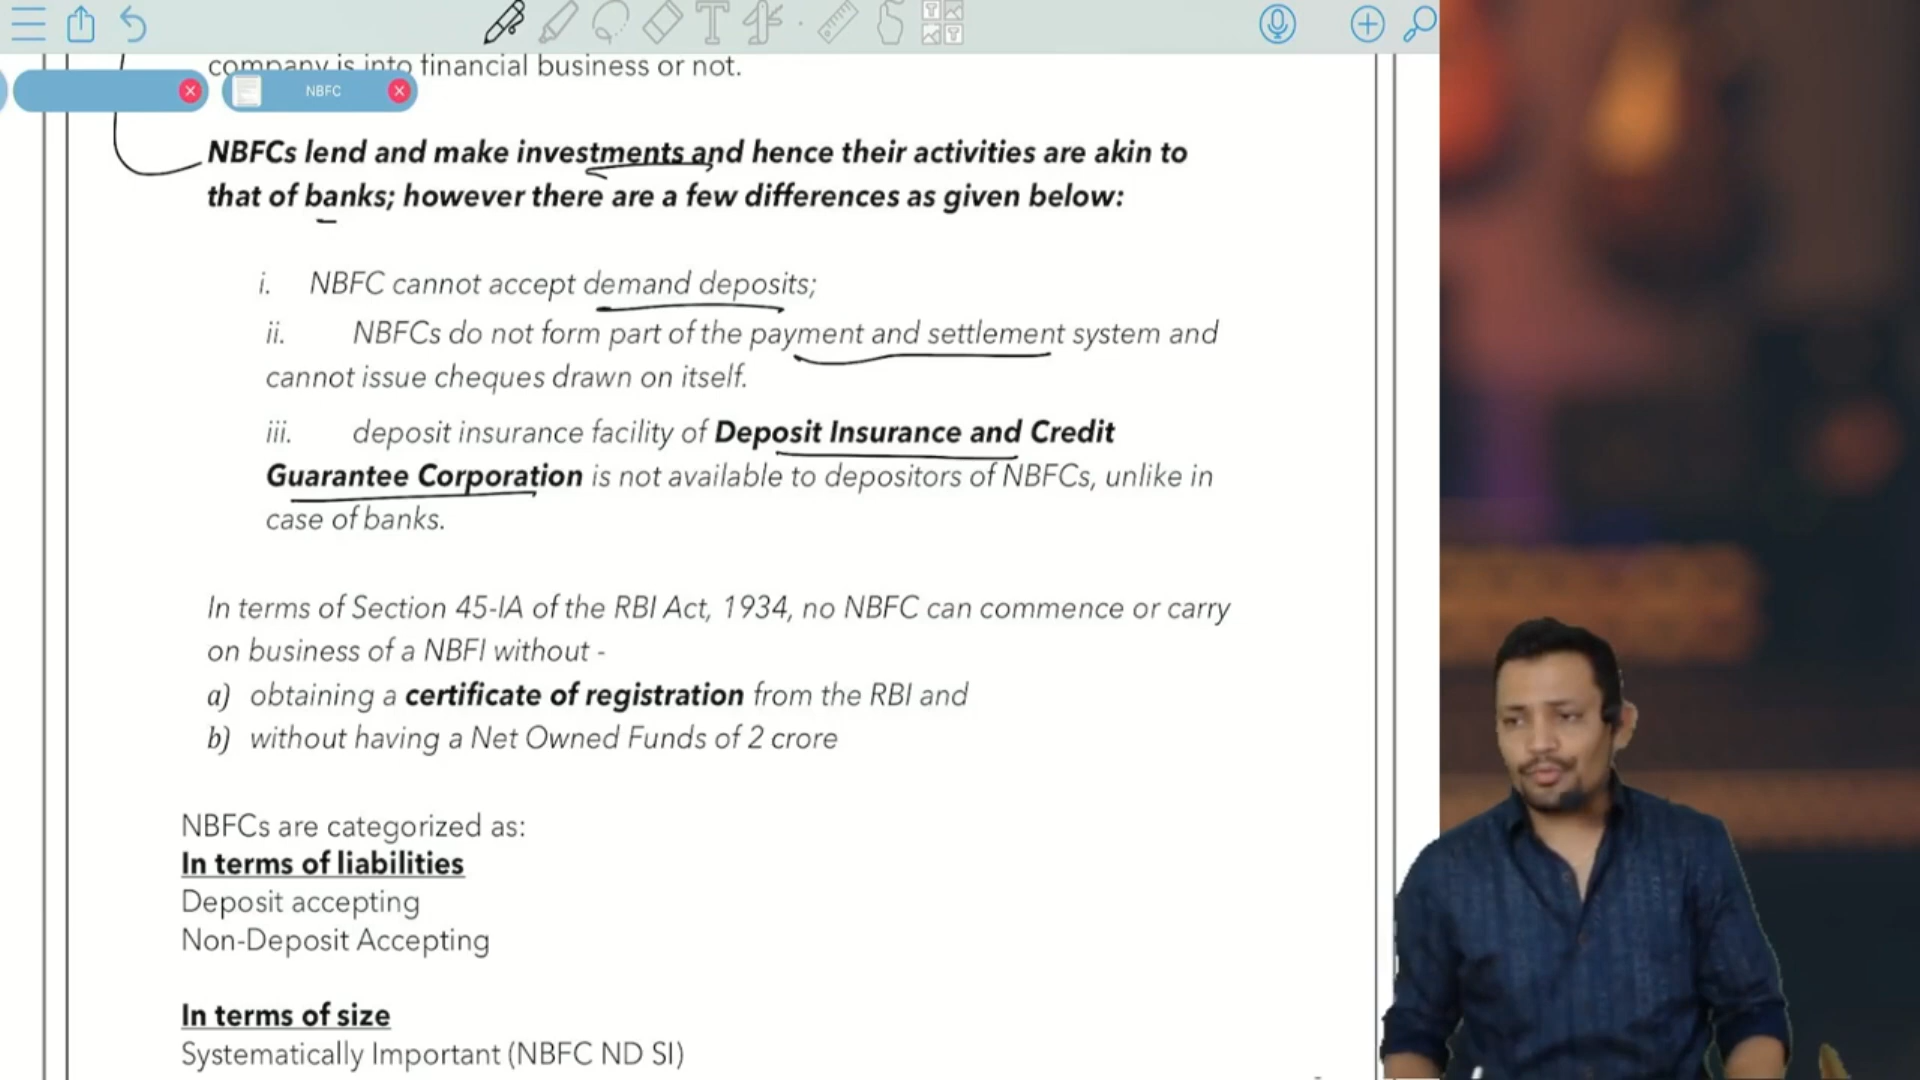 company is into financial business or not.
NBFC
NBFCs lend and make investments and hence their activities are akin to
that of banks; however there are a few differences as given below:
i. NBFC cannot accept demand deposits;
ii. NBFCs do not form part of the payment and settlement system and
cannot issue cheques drawn on itself.
iii. deposit insurance facility of Deposit Insurance and Credit
Guarantee Corporation is not available to depositors of NBFCs, unlike in
case of banks.
In terms of Section 45-IA of the RBI Act, 1934, no NBFC can commence or carry
on business of a NBFI without -
a) obtaining a certificate of registration from the RBI and
b) without having a Net Owned Funds of 2 crore
NBFCs are categorized as:
In terms of liabilities
Deposit accepting
Non-Deposit Accepting
In terms of size
Systematically Important (NBFC ND SI)